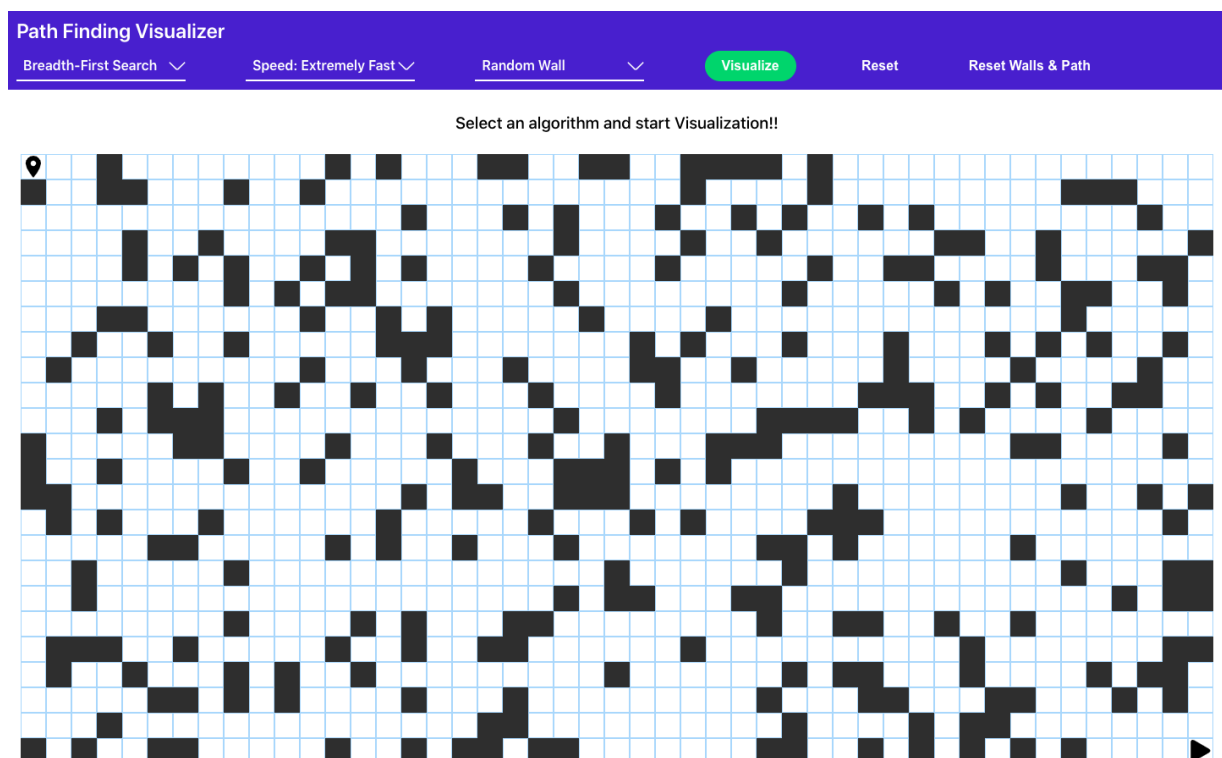 Path Finding Visualizer
Breadth-First Search Speed: Extremely Fast Random Wall Visualize Reset Reset Walls & Path
Select an algorithm and start Visualization!!